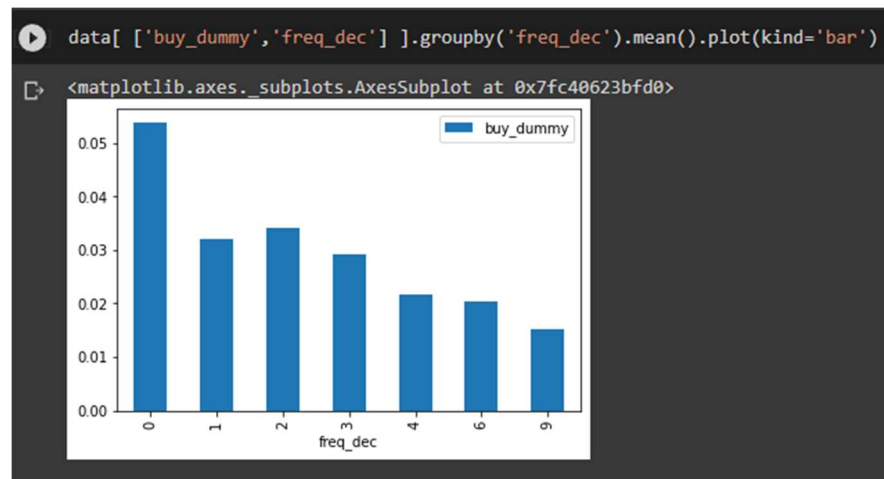 data[ ['buy_dummy','freq_dec'] ].groupby('freq_dec').mean().plot(kind='bar')
<matplotlib.axes._subplots.AxesSubplot at 0x7fc40623bfd0>
buy_dummy
0.05
0.04
0.03
0.02
0.01
0.00
0 1 2 3 4 6 9
freq_dec